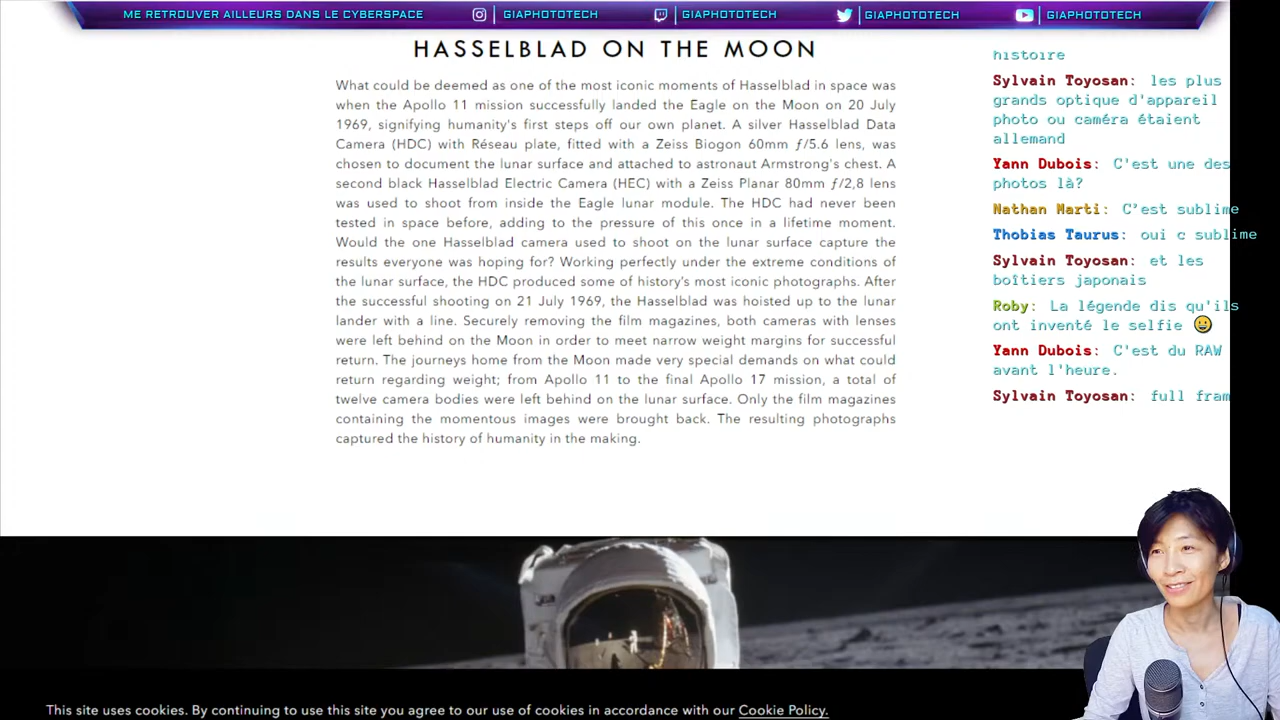 ME RETROUVER AILLEURS DANS LE CYBERSPACE
GIAPHOTOTECH
GIAPHOTOTECH
GIAPHOTOTECH
GIAPHOTOTECH
HASSELBLAD ON THE MOON
What could be deemed as one of the most iconic moments of Hasselblad in space was
when the Apollo 11 mission successfully landed the Eagle on the Moon on 20 July
1969, signifying humanity's first steps off our own planet. A silver Hasselblad Data
Camera (HDC) with Réseau plate, fitted with a Zeiss Biogon 60mm ƒ/5.6 lens, was
chosen to document the lunar surface and attached to astronaut Armstrong's chest. A
second black Hasselblad Electric Camera (HEC) with a Zeiss Planar 80mm ƒ/2,8 lens
was used to shoot from inside the Eagle lunar module. The HDC had never been
tested in space before, adding to the pressure of this once in a lifetime moment.
Would the one Hasselblad camera used to shoot on the lunar surface capture the
results everyone was hoping for? Working perfectly under the extreme conditions of
the lunar surface, the HDC produced some of history's most iconic photographs. After
the successful shooting on 21 July 1969, the Hasselblad was hoisted up to the lunar
lander with a line. Securely removing the film magazines, both cameras with lenses
were left behind on the Moon in order to meet narrow weight margins for successful
return. The journeys home from the Moon made very special demands on what could
return regarding weight; from Apollo 11 to the final Apollo 17 mission, a total of
twelve camera bodies were left behind on the lunar surface. Only the film magazines
containing the momentous images were brought back. The resulting photographs
captured the history of humanity in the making.
histoire
Sylvain Toyosan: les plus
grands optique d'appareil
photo ou caméra étaient
allemand
Yann Dubois: C'est une des
photos là?
Nathan Marti: C'est sublime
Thobias Taurus: oui c sublime
Sylvain Toyosan: et les
boîtiers japonais
Roby: La légende dis qu'ils
ont inventé le selfie 😀
Yann Dubois: C'est du RAW
avant l'heure.
Sylvain Toyosan: full fram
This site uses cookies. By continuing to use this site you agree to our use of cookies in accordance with our Cookie Policy.